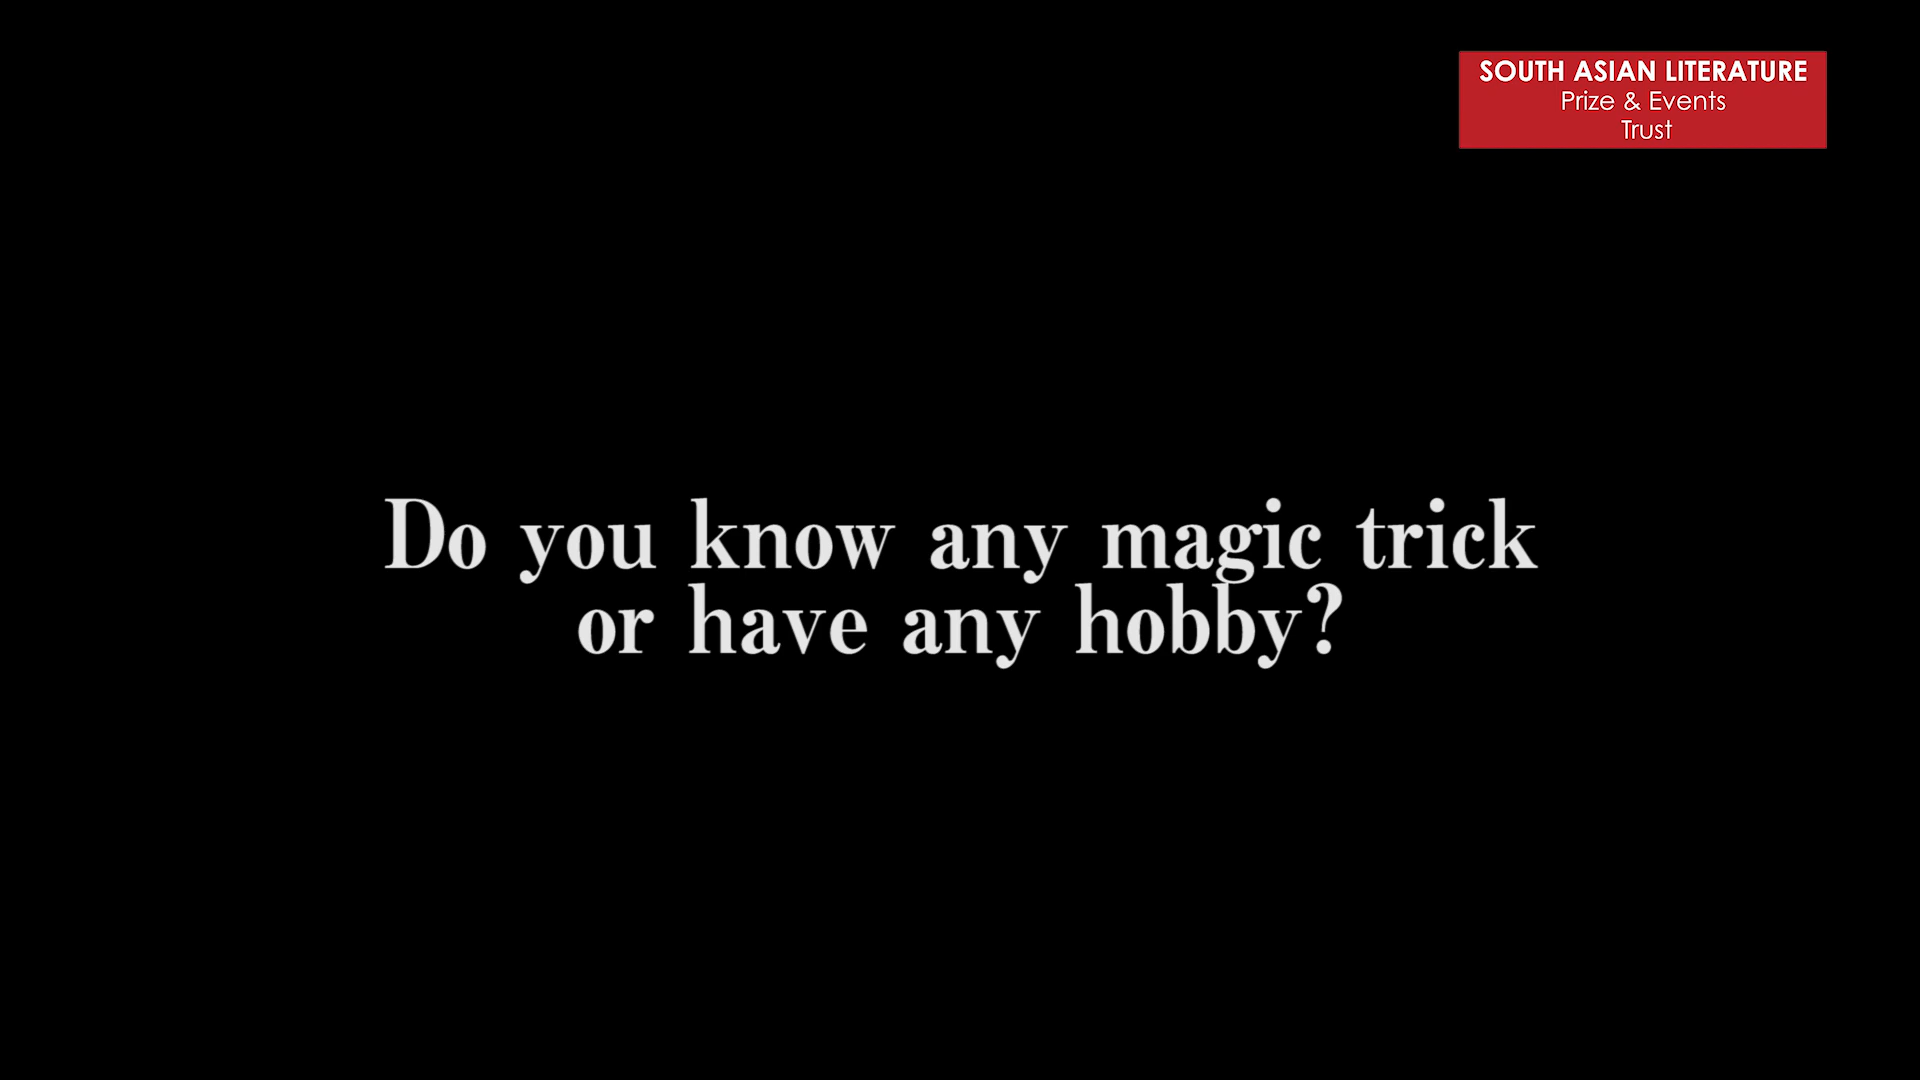 SOUTH ASIAN LITERATURE
Prize & Events
Trust
Do you know any magic trick
or have any hobby?